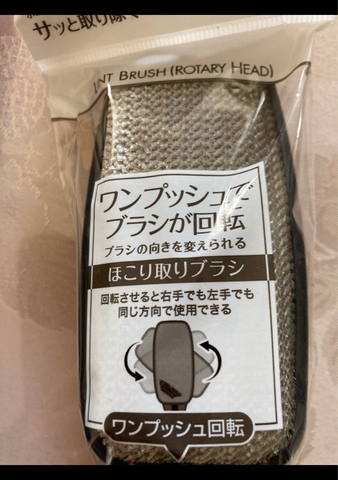 サッと取り除く
INT BRUSH (ROTARY HEAD)
ワンプッシュで
ブラシが回転
ブラシの向きを変えられる
ほこり取りブラシ
回転させると右手でも左手でも
同じ方向で使用できる
ワンプッシュ回転